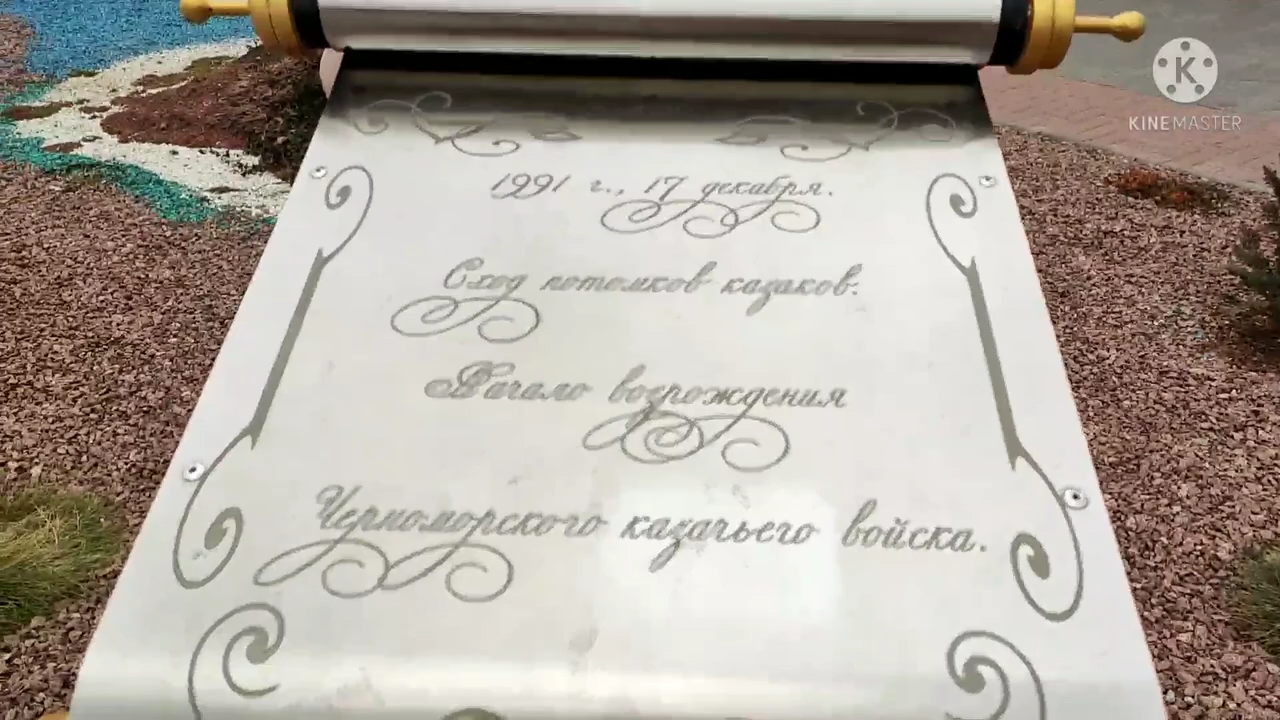 KINEMASTER
1991 г., 17 декабря.
Сход потомков казаков.
Начало возрождения
Черноморского казачьего войска.